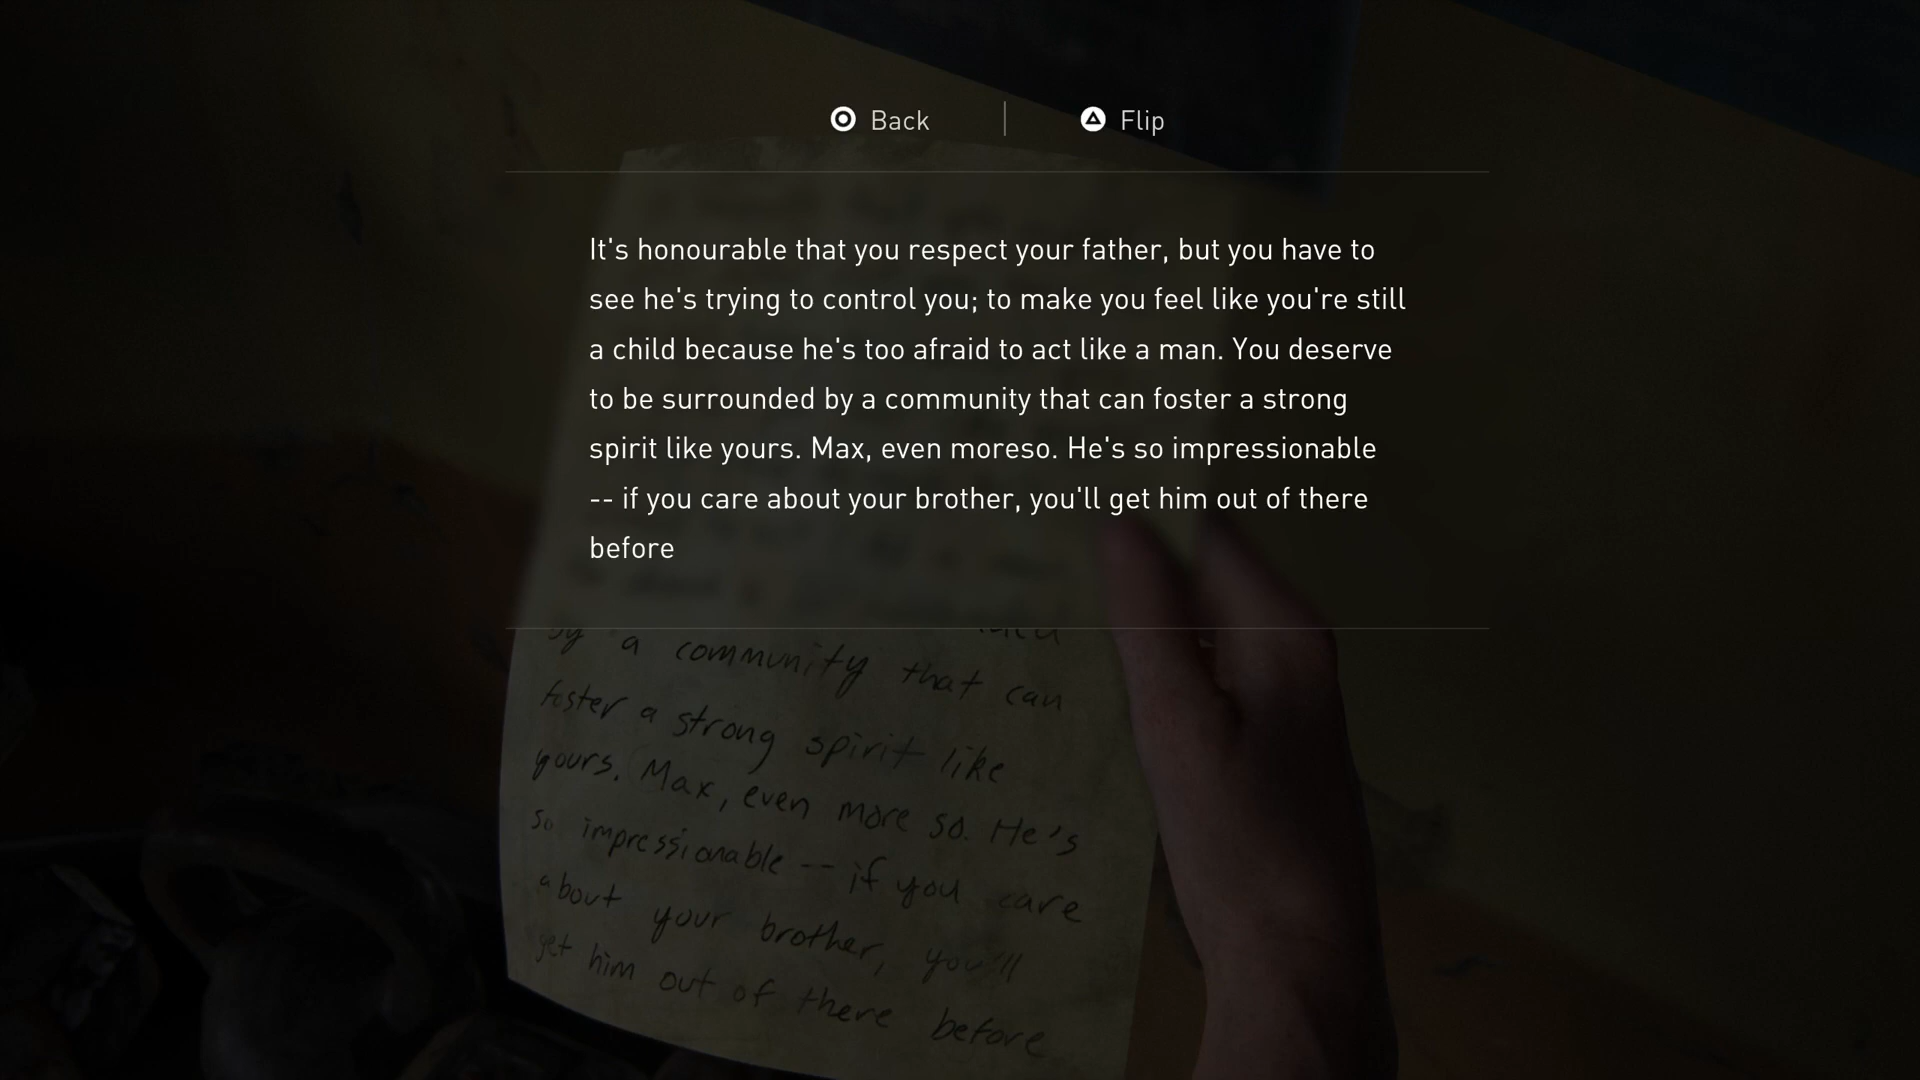 Back
Flip
It's honourable that you respect your father, but you have to
see he's trying to control you; to make you feel like you're still
a child because he's too afraid to act like a man. You deserve
to be surrounded by a community that can foster a strong
spirit like yours. Max, even moreso. He's so impressionable
-- if you care about your brother, you'll get him out of there
before
by a community that can
foster a strong spirit like
yours. Max, even more so. He's
so impressionable -- if you care
about your brother, you'll
get him out of there before